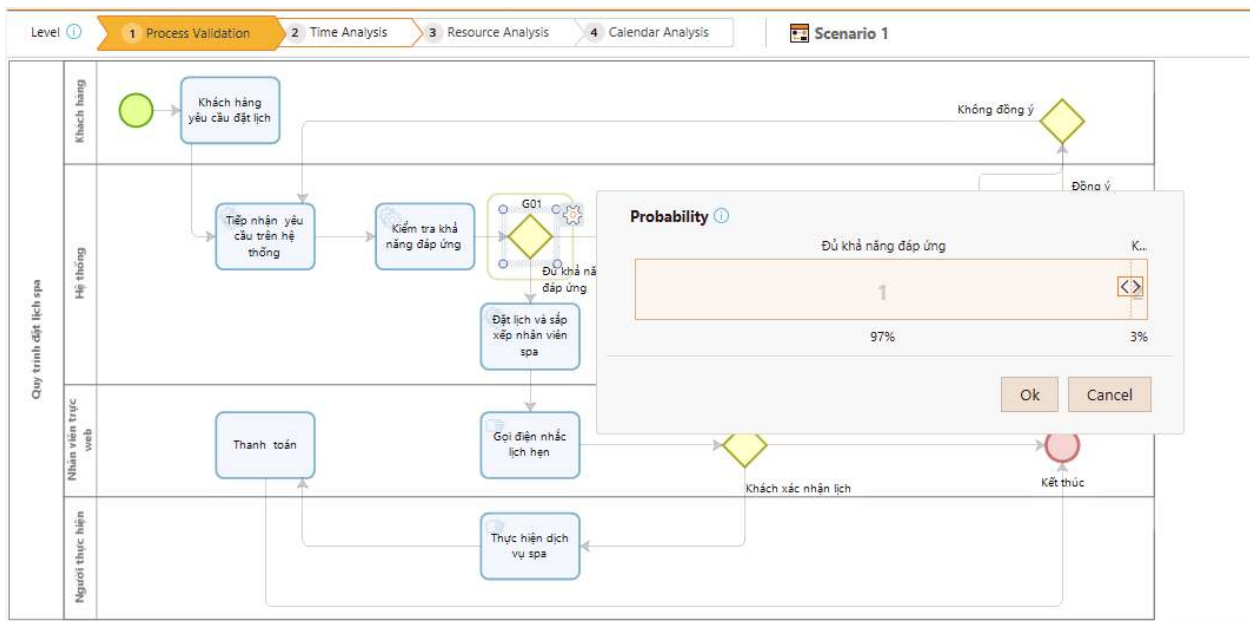 Level
1 Process Validation
2 Time Analysis
3 Resource Analysis
4 Calendar Analysis
Scenario 1
Quy trình đặt lịch spa
Khách hàng
Khách hàng
yêu cầu đặt lịch
Không đồng ý
Đồng ý
Hệ thống
Tiếp nhận yêu
cầu trên hệ
thống
Kiểm tra khả
năng đáp ứng
G01
Đủ khả nă
đáp ứng
Đặt lịch và sắp
xếp nhân viên
spa
Probability
Đủ khả năng đáp ứng
K...
1
97%
3%
Ok
Cancel
Nhân viên trực
web
Thanh toán
Gọi điện nhắc
lịch hẹn
Khách xác nhận lịch
Kết thúc
Người thực hiện
Thực hiện dịch
vụ spa